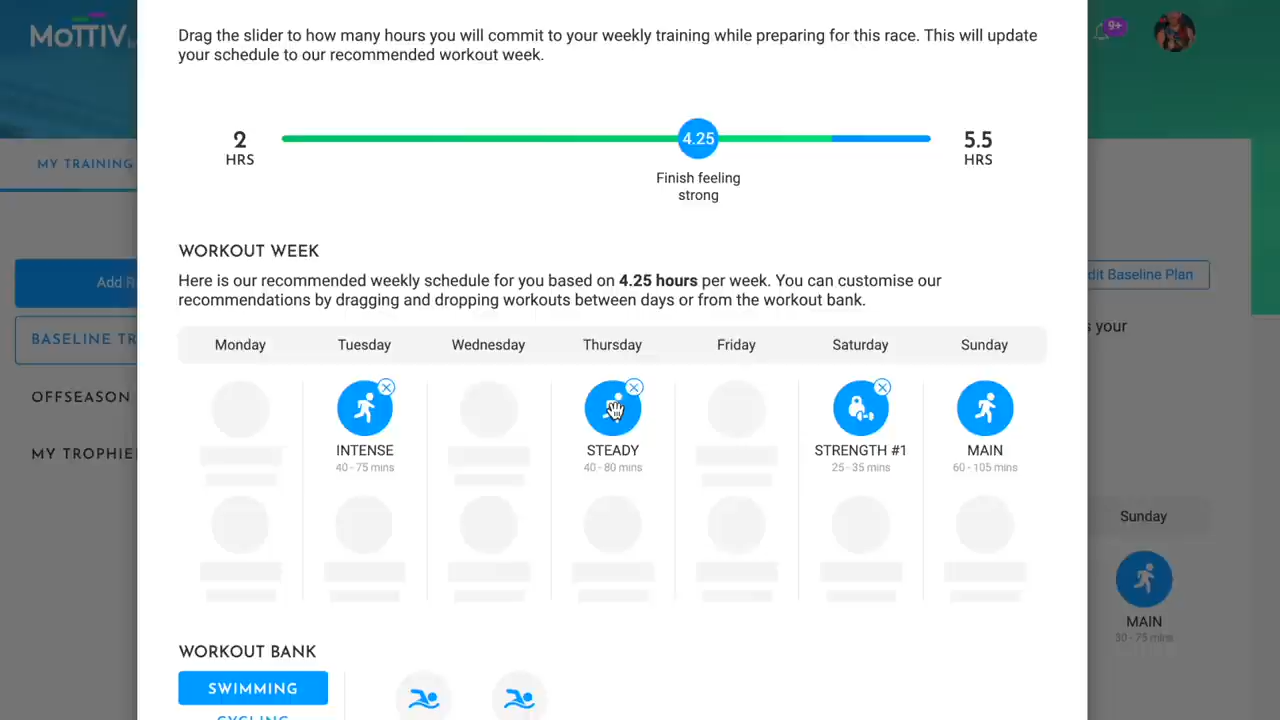 MOTTIV
9+
Drag the slider to how many hours you will commit to your weekly training while preparing for this race. This will update
your schedule to our recommended workout week.
2
HRS
4.25
5.5
HRS
Finish feeling
strong
MY TRAINING
WORKOUT WEEK
Here is our recommended weekly schedule for you based on 4.25 hours per week. You can customise our
recommendations by dragging and dropping workouts between days or from the workout bank.
Add R
dit Baseline Plan
s your
BASELINE TR
OFFSEASON
MY TROPHIE
Monday Tuesday Wednesday Thursday Friday Saturday Sunday
INTENSE STEADY STRENGTH #1 MAIN
40 - 75 mins 40 - 80 mins 25 - 35 mins 60 - 105 mins
Sunday
MAIN
30 - 75 mins
WORKOUT BANK
SWIMMING
CYCLING